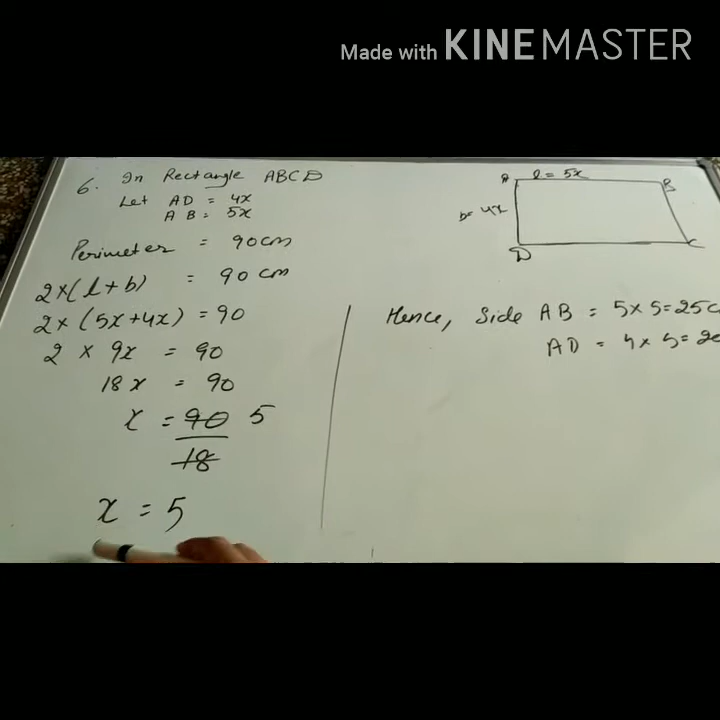 Made with KINEMASTER
6. In Rectangle ABCD
Let AD = 4x
AB = 5x
Perimeter = 90cm
2×(l+b) = 90 cm
2×(5x+4x) = 90
2 × 9x = 90
18x = 90
x = 90 5
18
x = 5
A l = 5x B
b= 4x
D C
Hence, Side AB = 5×5=25c
AD = 4×5=20